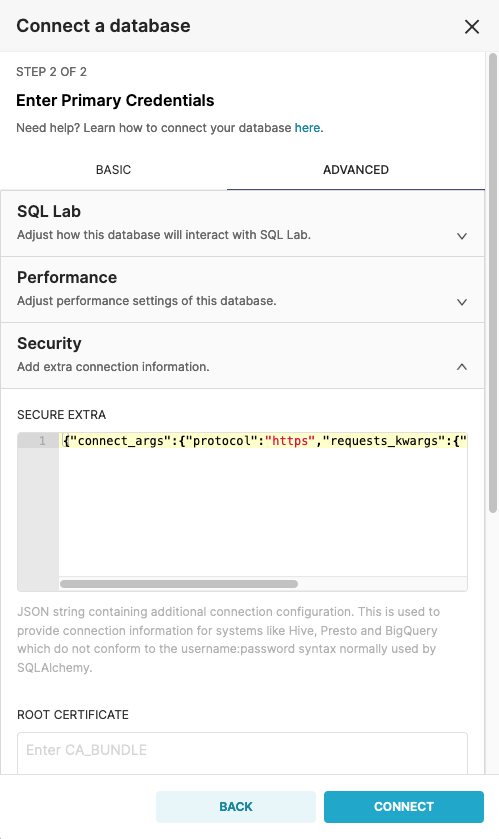 Connect a database
STEP 2 OF 2
Enter Primary Credentials
Need help? Learn how to connect your database here.
BASIC
ADVANCED
SQL Lab
Adjust how this database will interact with SQL Lab.
Performance
Adjust performance settings of this database.
Security
Add extra connection information.
SECURE EXTRA
1
{"connect_args":{"protocol":"https","requests_kwargs":{"
JSON string containing additional connection configuration. This is used to
provide connection information for systems like Hive, Presto and BigQuery
which do not conform to the username:password syntax normally used by
SQLAlchemy.
ROOT CERTIFICATE
Enter CA_BUNDLE
BACK
CONNECT